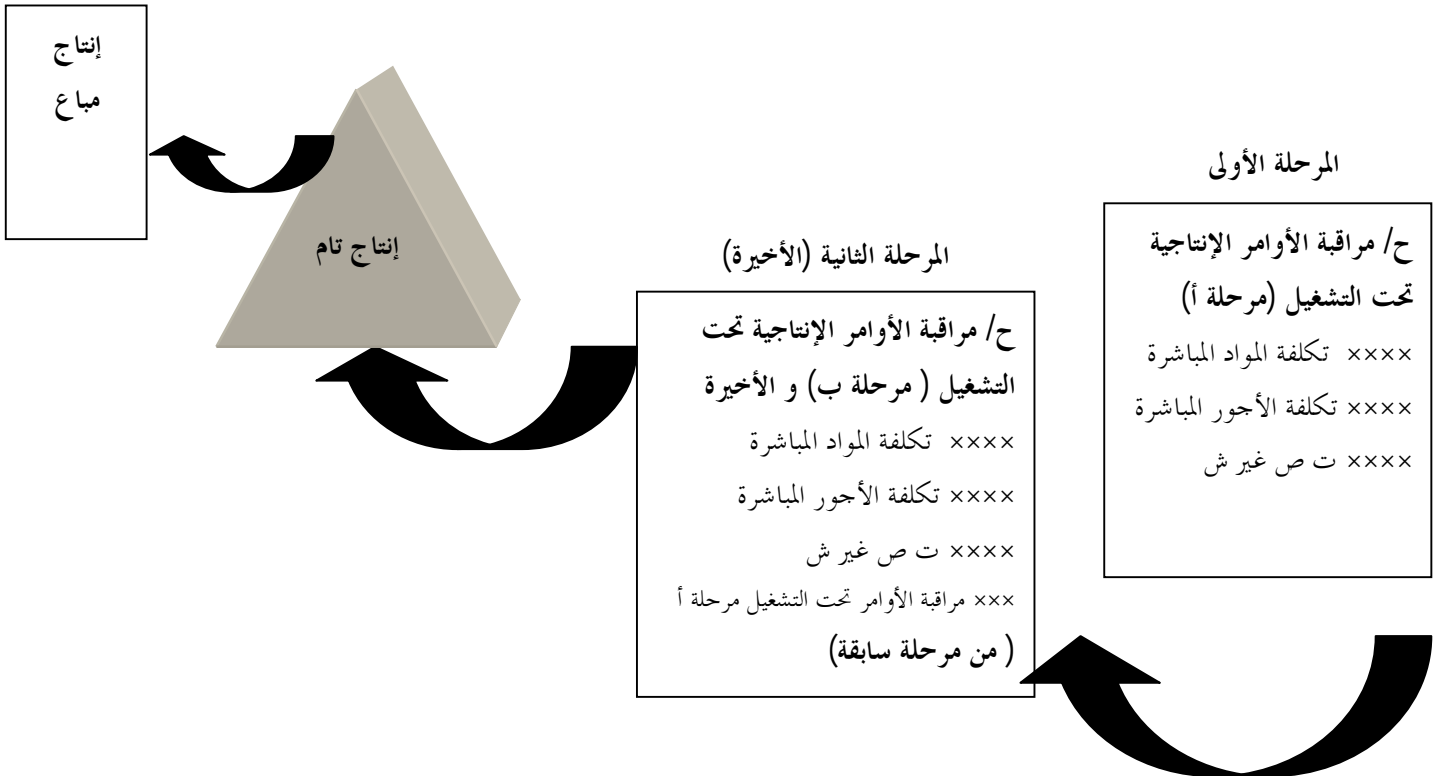 المرحلة الأولى
ح/ مراقبة الأوامر الإنتاجية
تحت التشغيل (مرحلة أ)
×××× تكلفة المواد المباشرة
×××× تكلفة الأجور المباشرة
×××× ت ص غير ش
المرحلة الثانية (الأخيرة)
ح/ مراقبة الأوامر الإنتاجية تحت
التشغيل ( مرحلة ب) و الأخيرة
×××× تكلفة المواد المباشرة
×××× تكلفة الأجور المباشرة
×××× ت ص غير ش
××× مراقبة الأوامر تحت التشغيل مرحلة أ
( من مرحلة سابقة)
إنتاج تام
إنتاج
مباع